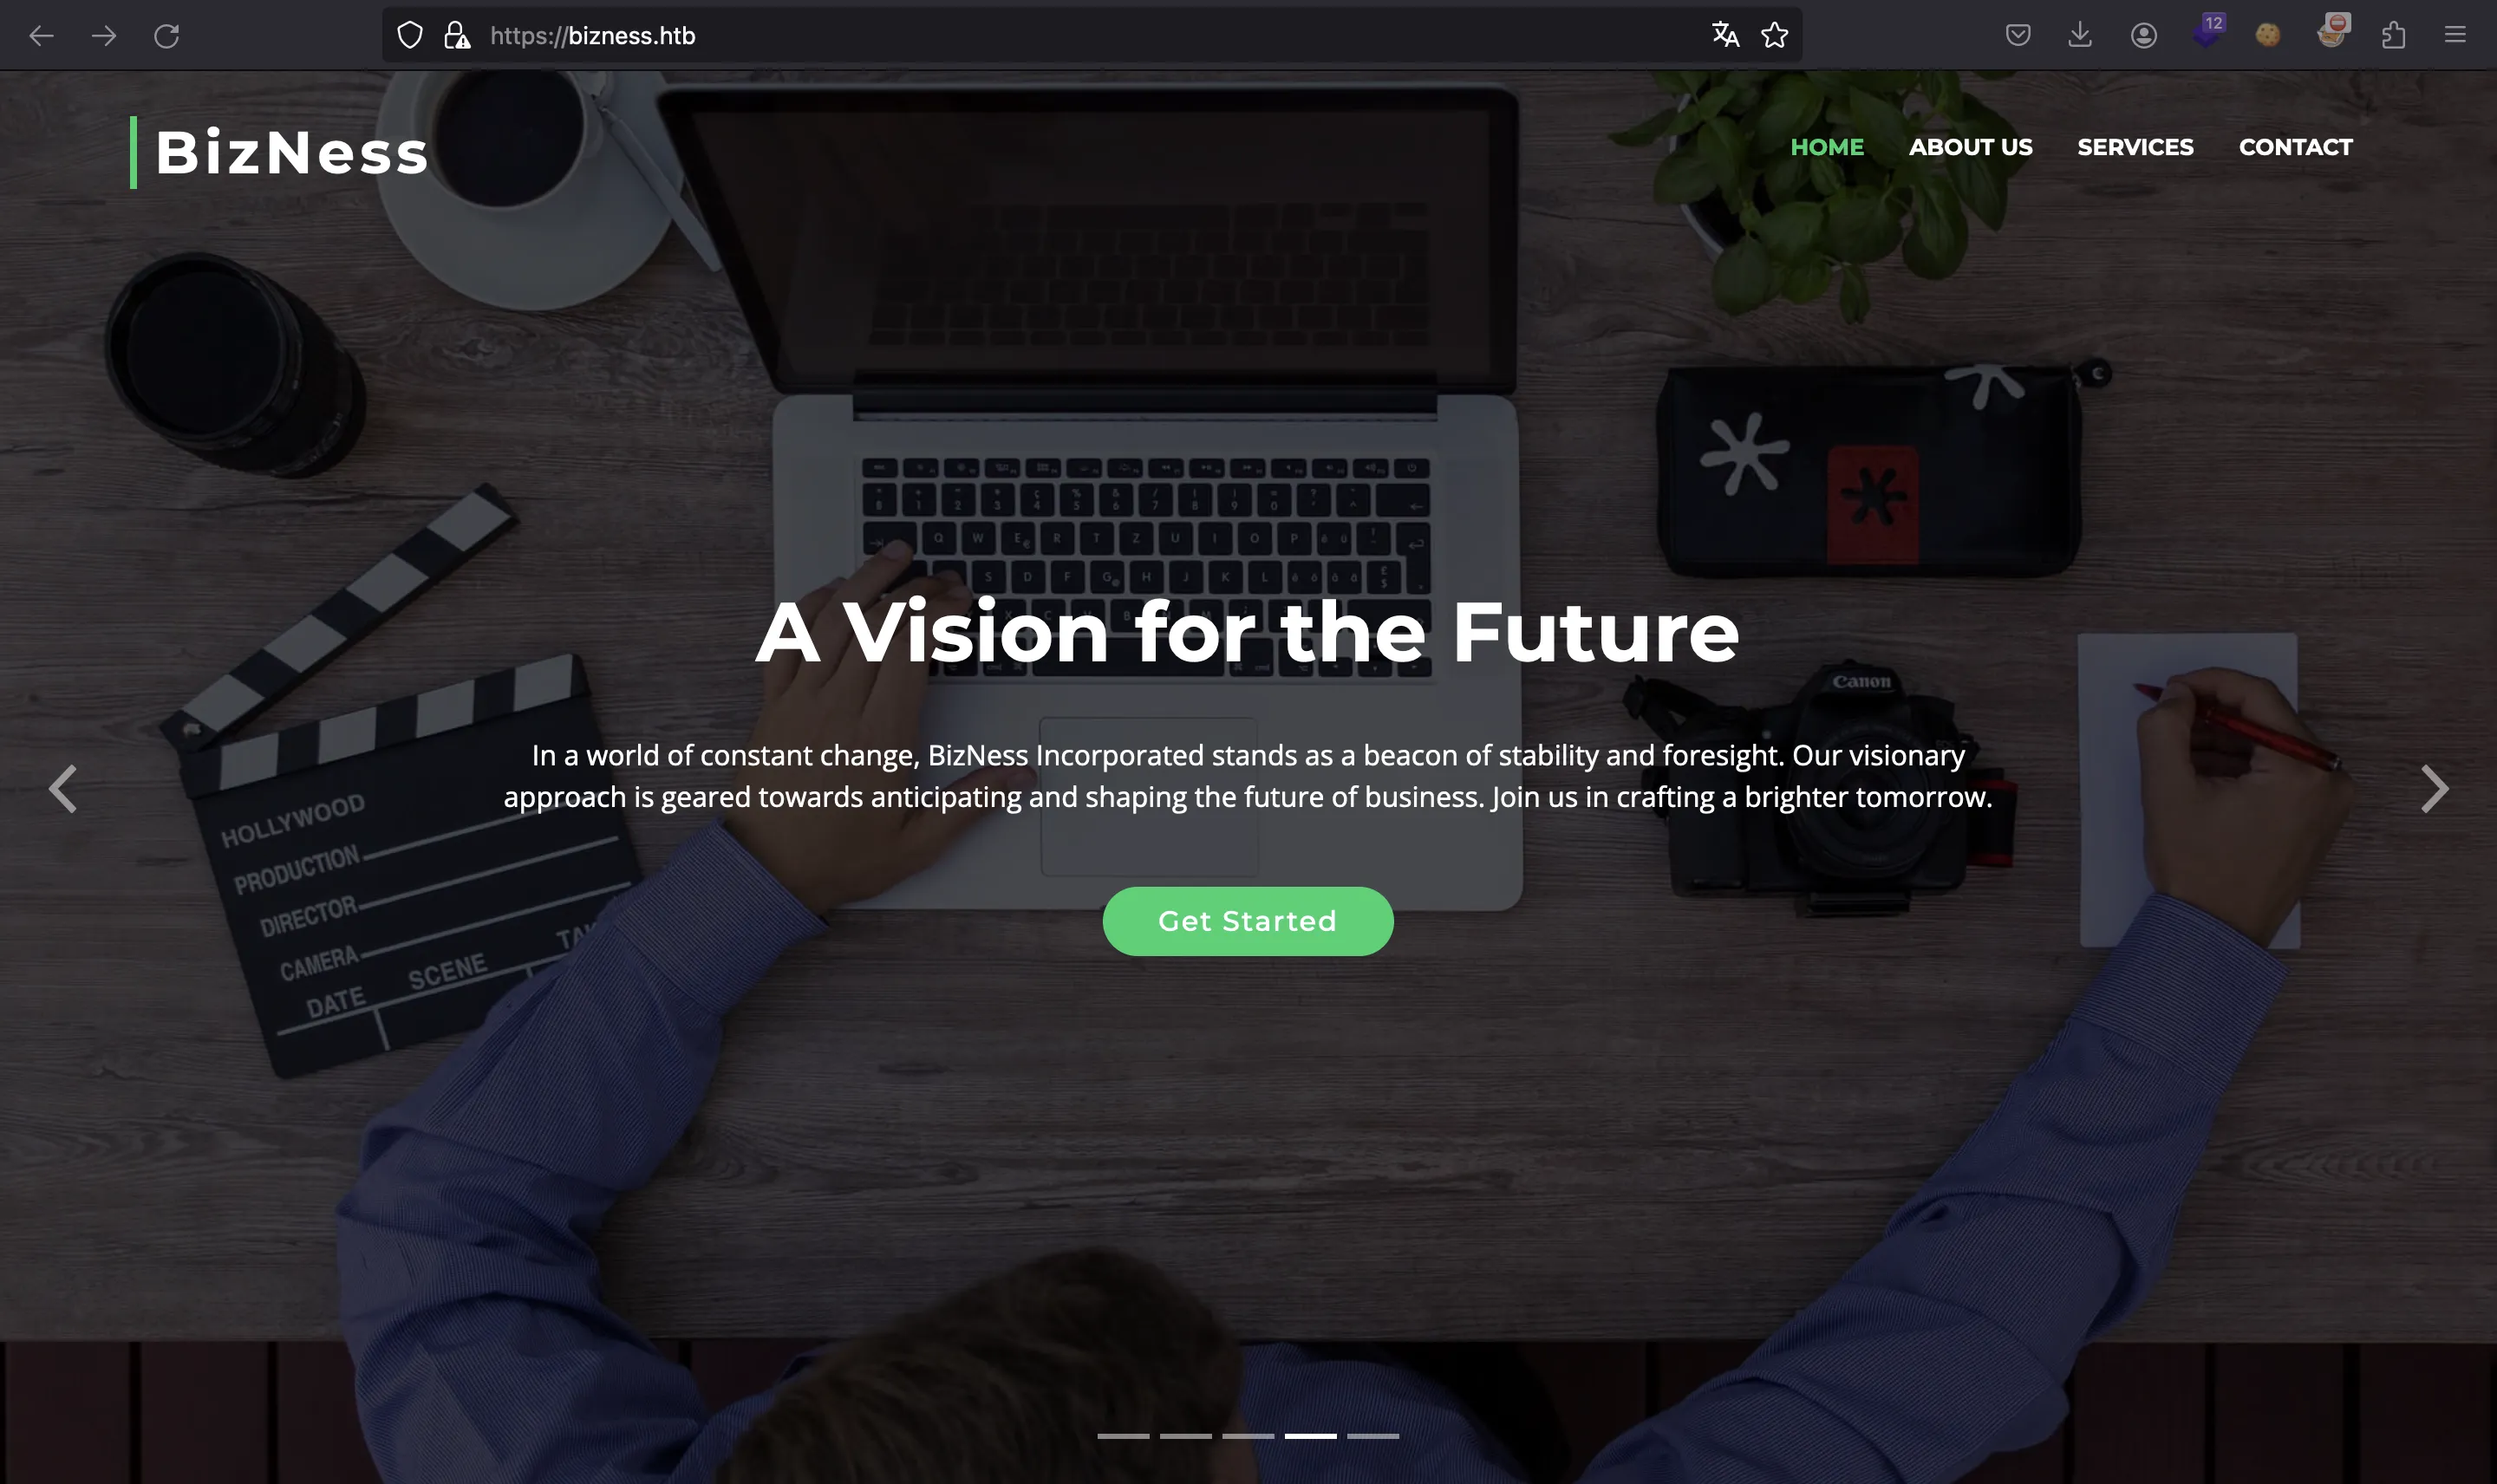 https://bizness.htb
12
BizNess
HOME
ABOUT US
SERVICES
CONTACT
A Vision for the Future
Canon
In a world of constant change, BizNess Incorporated stands as a beacon of stability and foresight. Our visionary
approach is geared towards anticipating and shaping the future of business. Join us in crafting a brighter tomorrow.
HOLLYWOOD
PRODUCTION
DIRECTOR
CAMERA
DATE
SCENE
Get Started